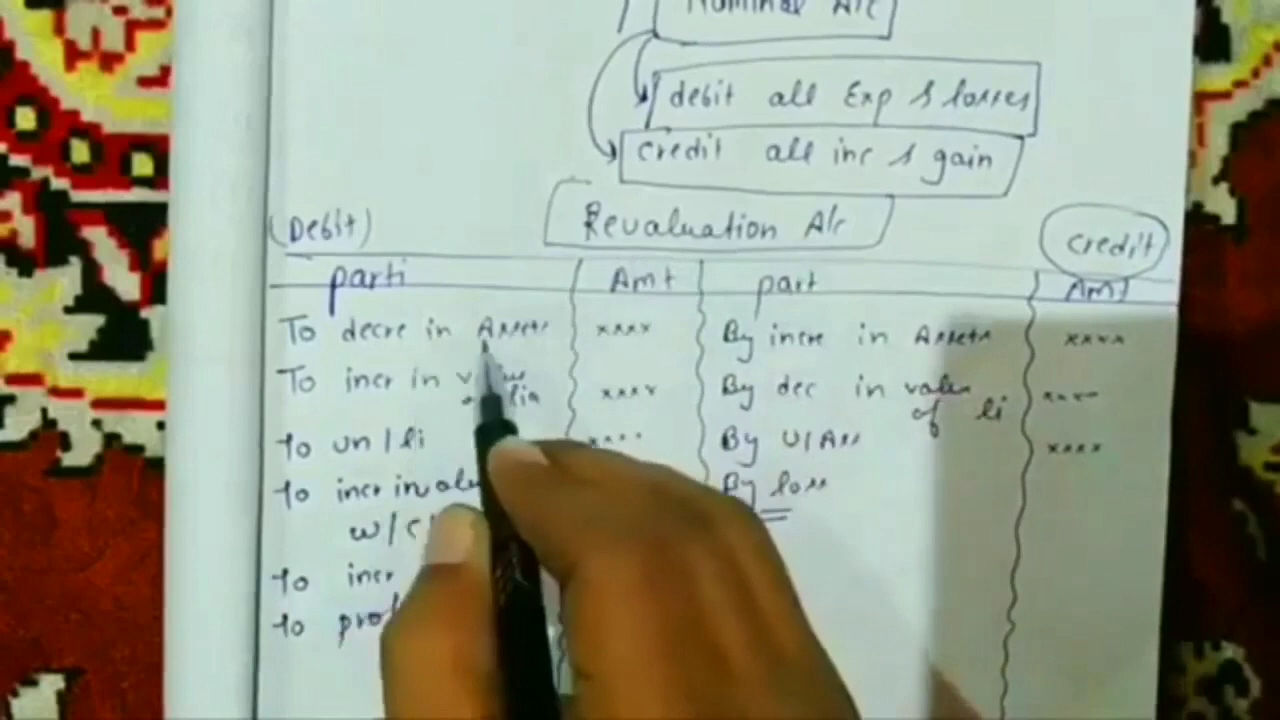 Nominal A/c
debit all Exp & losses
credit all inc & gain
(Debit)
Revaluation A/c
credit
parti Amt part Amt
To decre in Assets xxxx By incre in Assets xxxx
To incr in xxxx By dec in value of li xxxx
To un/li xxxx By U/Ass xxxx
To incr in By loss
w/c
To incr
To prof